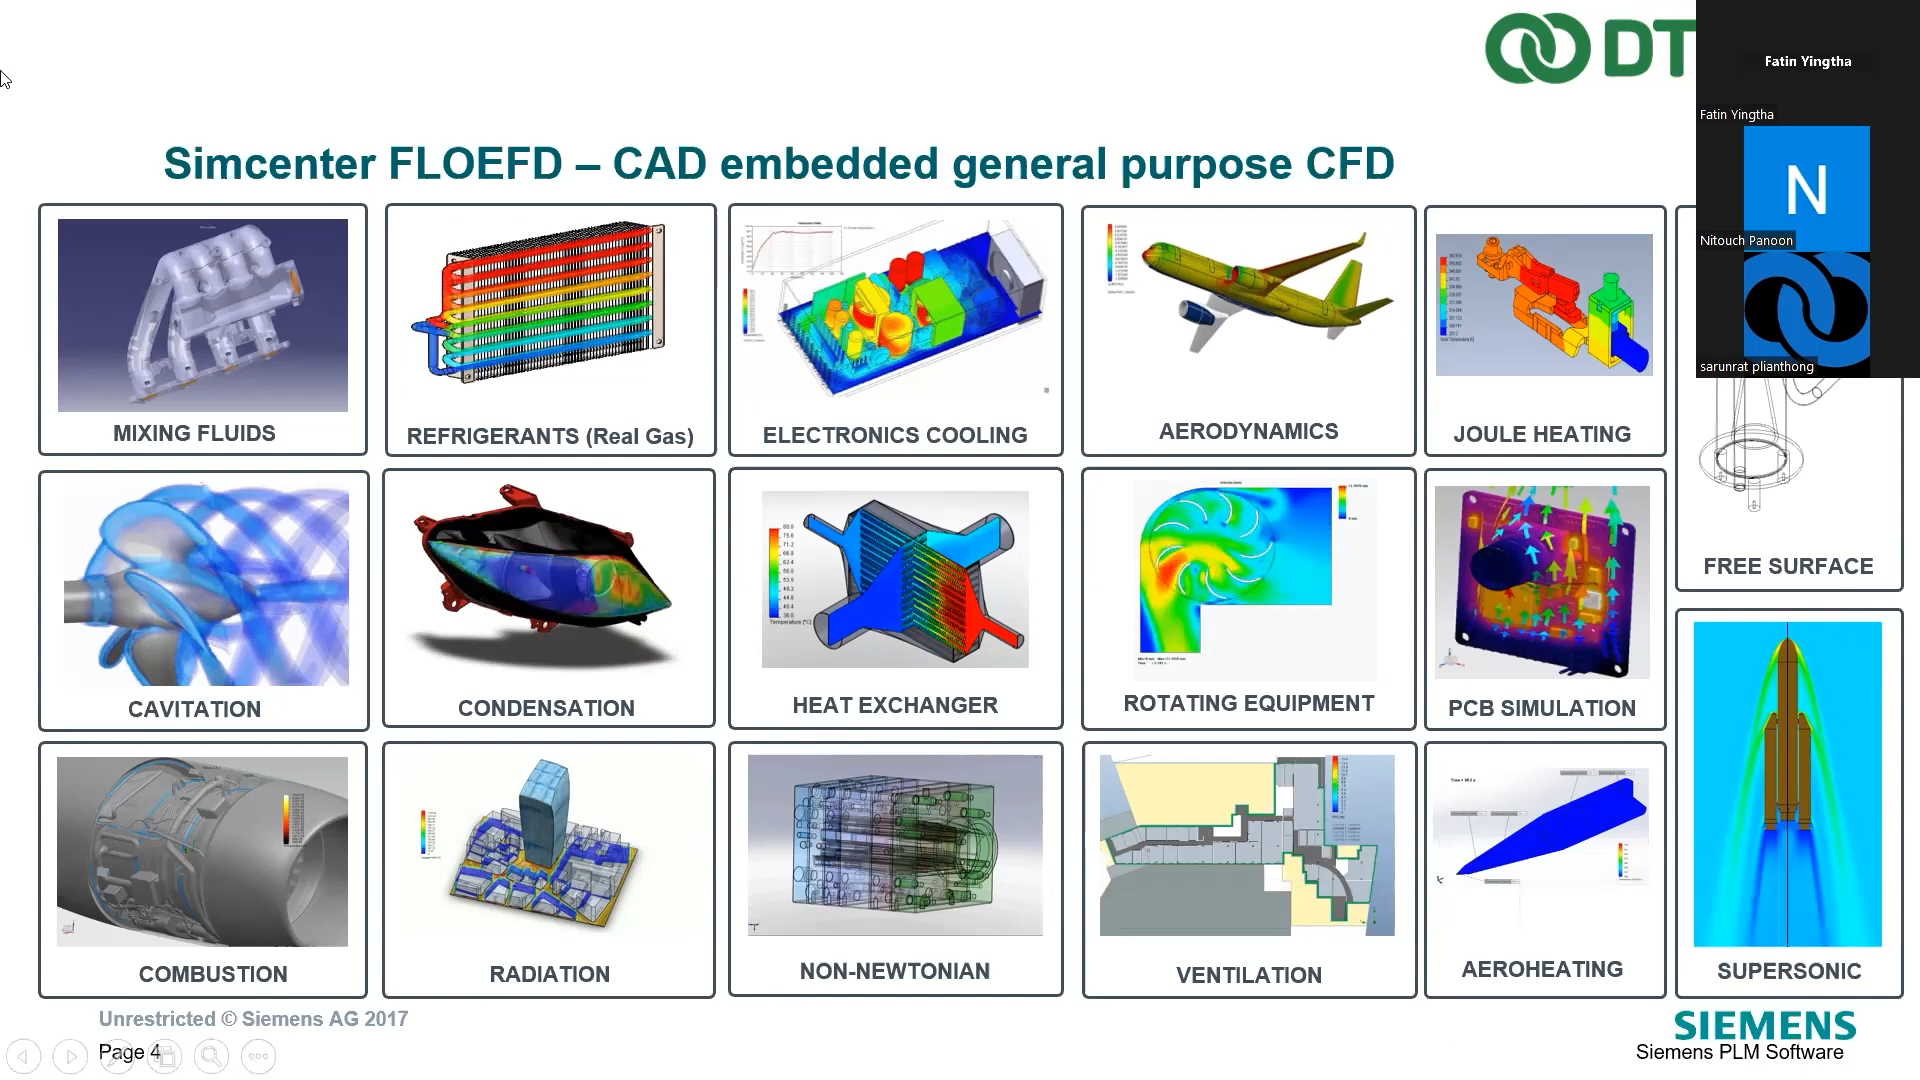 DT
Fatin Yingtha
Fatin Yingtha
N
Nitouch Panoon
sarunrat plianthong
Simcenter FLOEFD – CAD embedded general purpose CFD
MIXING FLUIDS
REFRIGERANTS (Real Gas)
ELECTRONICS COOLING
AERODYNAMICS
JOULE HEATING
FREE SURFACE
CAVITATION
CONDENSATION
HEAT EXCHANGER
ROTATING EQUIPMENT
PCB SIMULATION
COMBUSTION
RADIATION
NON-NEWTONIAN
VENTILATION
AEROHEATING
SUPERSONIC
Unrestricted © Siemens AG 2017
Page 4
SIEMENS
Siemens PLM Software